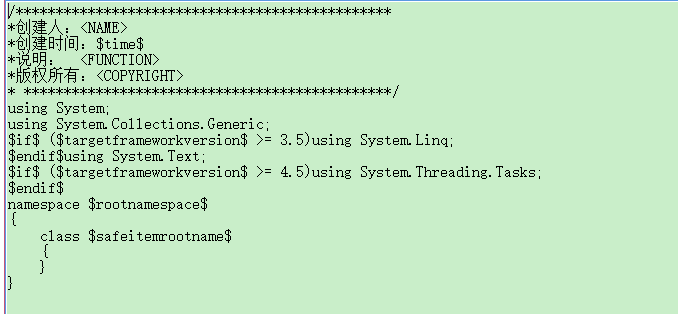 /***********************************************
*创建人：<NAME>
*创建时间：$time$
*说明：  <FUNCTION>
*版权所有：<COPYRIGHT>
* **********************************************/
using System;
using System.Collections.Generic;
$if$ ($targetframeworkversion$ >= 3.5)using System.Linq;
$endif$using System.Text;
$if$ ($targetframeworkversion$ >= 4.5)using System.Threading.Tasks;
$endif$
namespace $rootnamespace$
{
    class $safeitemrootname$
    {
    }
}